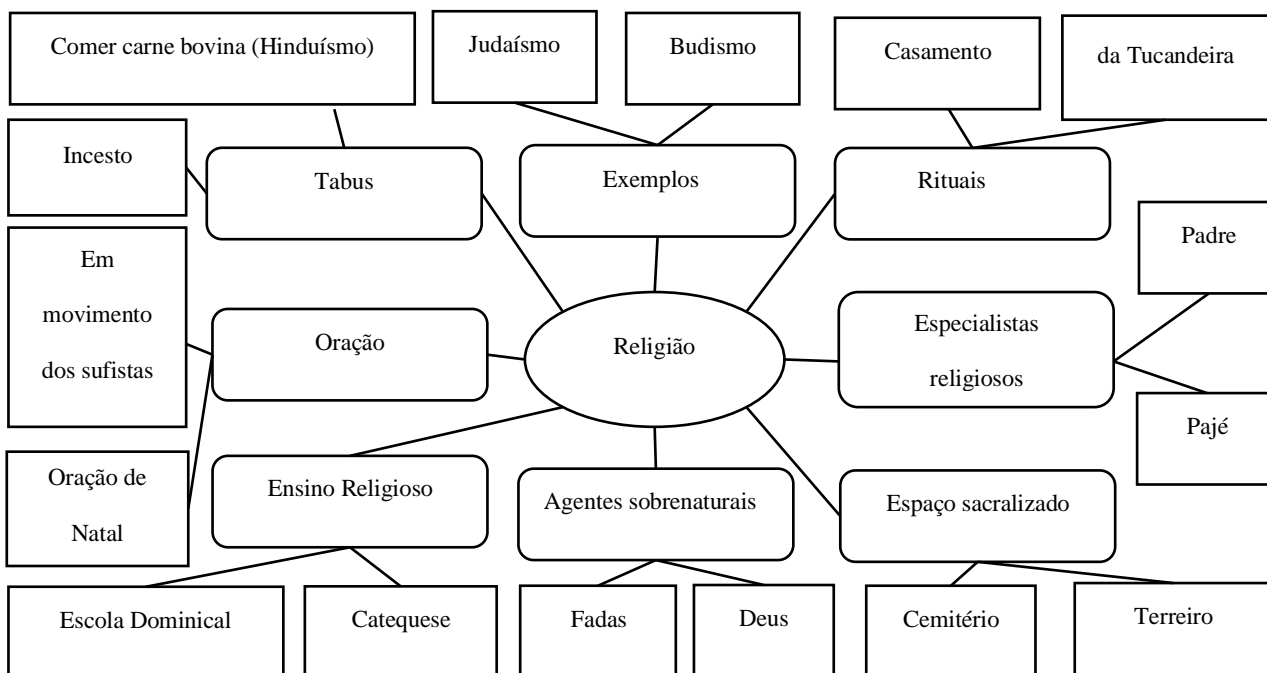 Comer carne bovina (Hinduísmo)
Judaísmo
Budismo
Casamento
da Tucandeira
Incesto
Tabus
Exemplos
Rituais
Em
movimento
dos sufistas
Oração
Religião
Especialistas
religiosos
Padre
Pajé
Oração de
Natal
Ensino Religioso
Agentes sobrenaturais
Espaço sacralizado
Escola Dominical
Catequese
Fadas
Deus
Cemitério
Terreiro